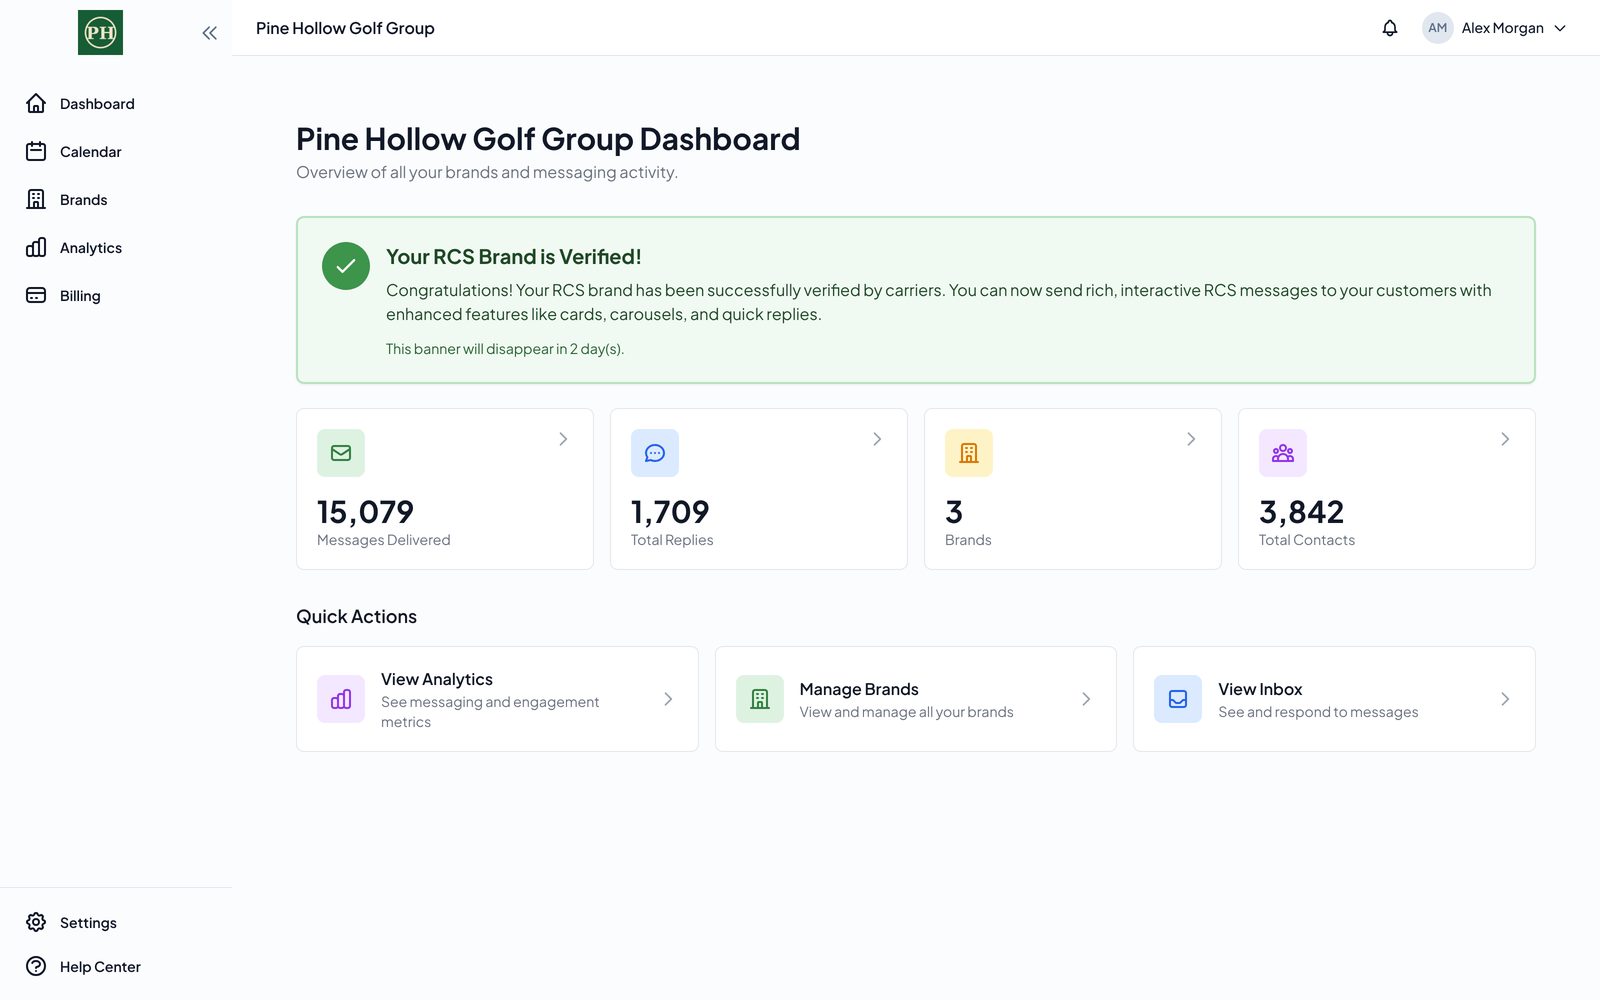 PH
Pine Hollow Golf Group
AM
Alex Morgan
Dashboard
Calendar
Brands
Analytics
Billing
Pine Hollow Golf Group Dashboard
Overview of all your brands and messaging activity.
Your RCS Brand is Verified!
Congratulations! Your RCS brand has been successfully verified by carriers. You can now send rich, interactive RCS messages to your customers with
enhanced features like cards, carousels, and quick replies.
This banner will disappear in 2 day(s).
15,079
Messages Delivered
1,709
Total Replies
3
Brands
3,842
Total Contacts
Quick Actions
View Analytics
See messaging and engagement
metrics
Manage Brands
View and manage all your brands
View Inbox
See and respond to messages
Settings
Help Center